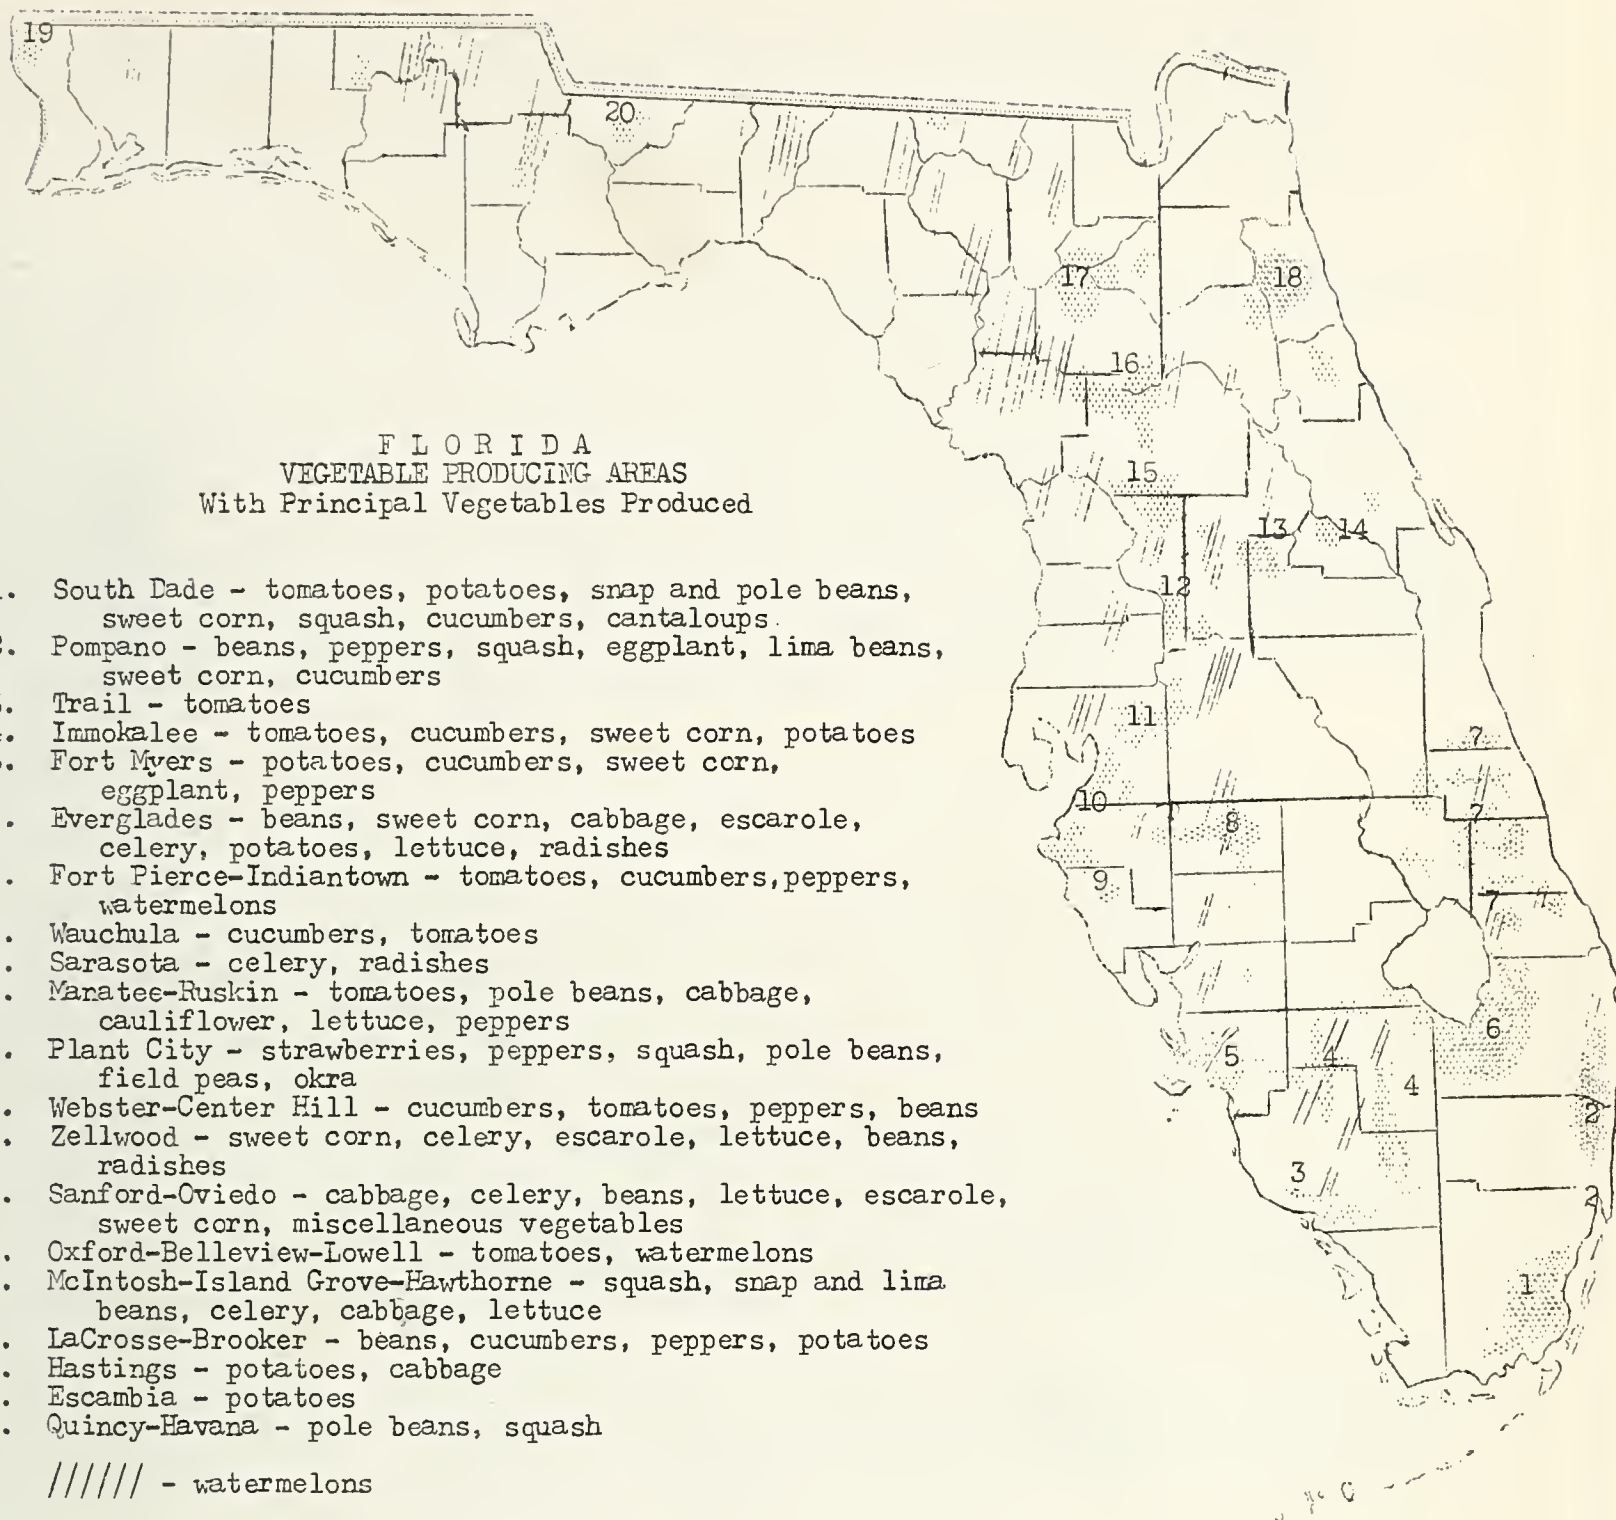 19
20
17
18
16
F L O R I D A
VEGETABLE PRODUCING AREAS
With Principal Vegetables Produced
15
13
14
12
. South Dade - tomatoes, potatoes, snap and pole beans,
sweet corn, squash, cucumbers, cantaloups.
. Pompano - beans, peppers, squash, eggplant, lima beans,
sweet corn, cucumbers
. Trail - tomatoes
. Immokalee - tomatoes, cucumbers, sweet corn, potatoes
. Fort Myers - potatoes, cucumbers, sweet corn,
eggplant, peppers
. Everglades - beans, sweet corn, cabbage, escarole,
celery, potatoes, lettuce, radishes
. Fort Pierce-Indiantown - tomatoes, cucumbers,peppers,
watermelons
. Wauchula - cucumbers, tomatoes
. Sarasota - celery, radishes
. Manatee-Ruskin - tomatoes, pole beans, cabbage,
cauliflower, lettuce, peppers
. Plant City - strawberries, peppers, squash, pole beans,
field peas, okra
. Webster-Center Hill - cucumbers, tomatoes, peppers, beans
. Zellwood - sweet corn, celery, escarole, lettuce, beans,
radishes
. Sanford-Oviedo - cabbage, celery, beans, lettuce, escarole,
sweet corn, miscellaneous vegetables
. Oxford-Belleview-Lowell - tomatoes, watermelons
. McIntosh-Island Grove-Hawthorne - squash, snap and lima
beans, celery, cabbage, lettuce
. LaCrosse-Brooker - beans, cucumbers, peppers, potatoes
. Hastings - potatoes, cabbage
. Escambia - potatoes
. Quincy-Havana - pole beans, squash
////// - watermelons
11
7
10
7
8
9
7
6
5
4
4
2
3
2
1